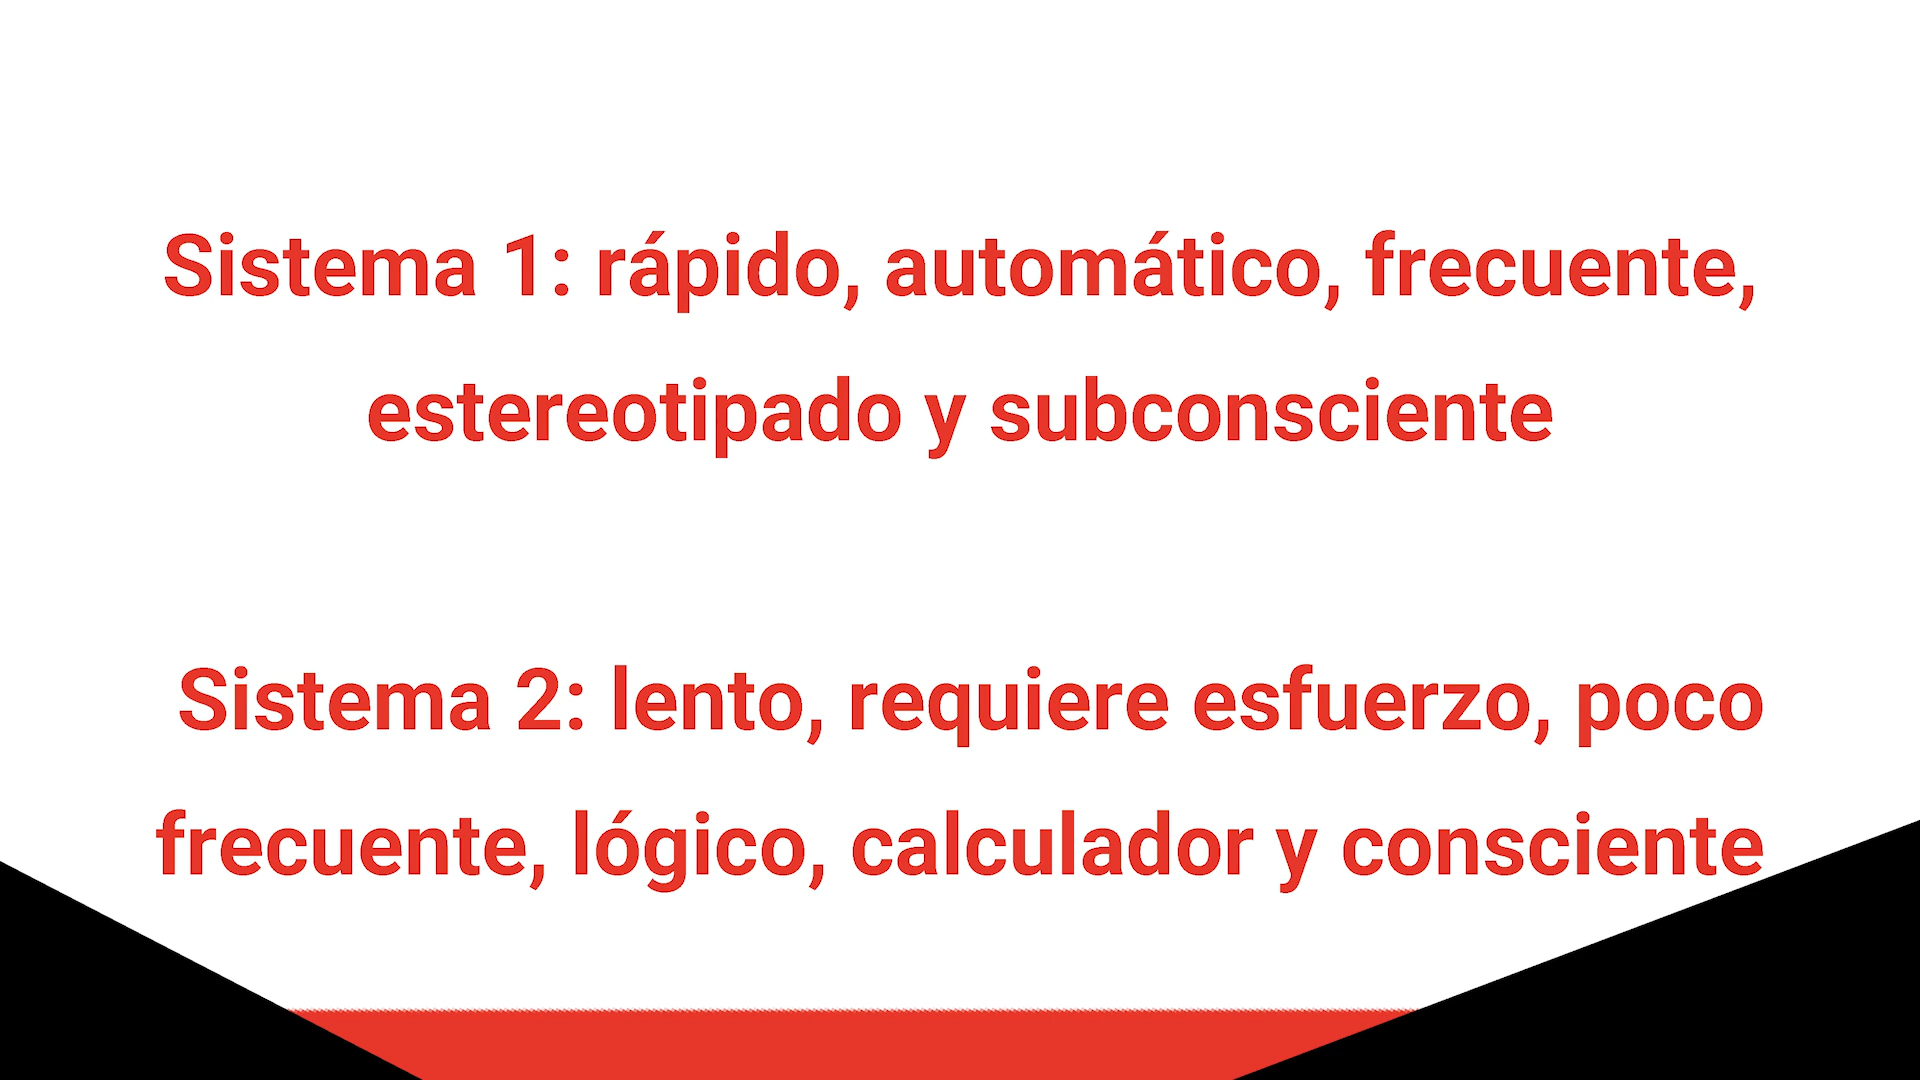 Sistema 1: rápido, automático, frecuente,
estereotipado y subconsciente
Sistema 2: lento, requiere esfuerzo, poco
frecuente, lógico, calculador y consciente